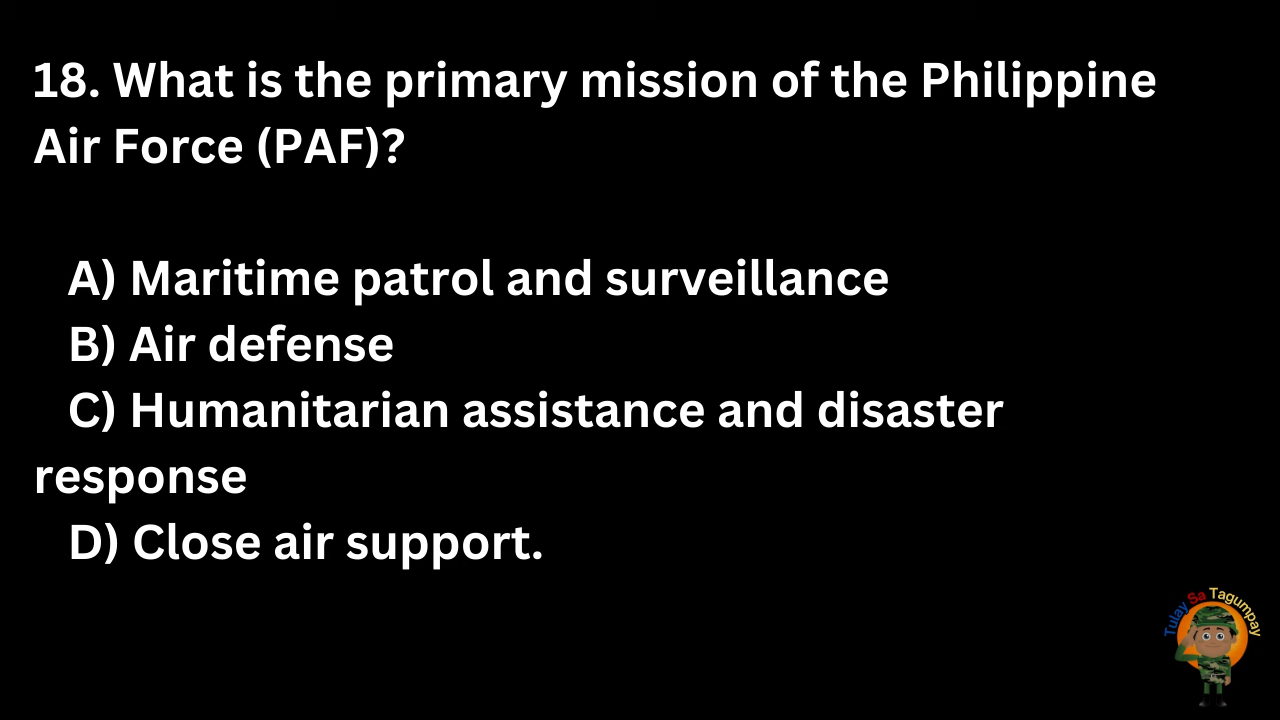 18. What is the primary mission of the Philippine
Air Force (PAF)?
A) Maritime patrol and surveillance
B) Air defense
C) Humanitarian assistance and disaster
response
D) Close air support.
Tulay Sa Tagumpay